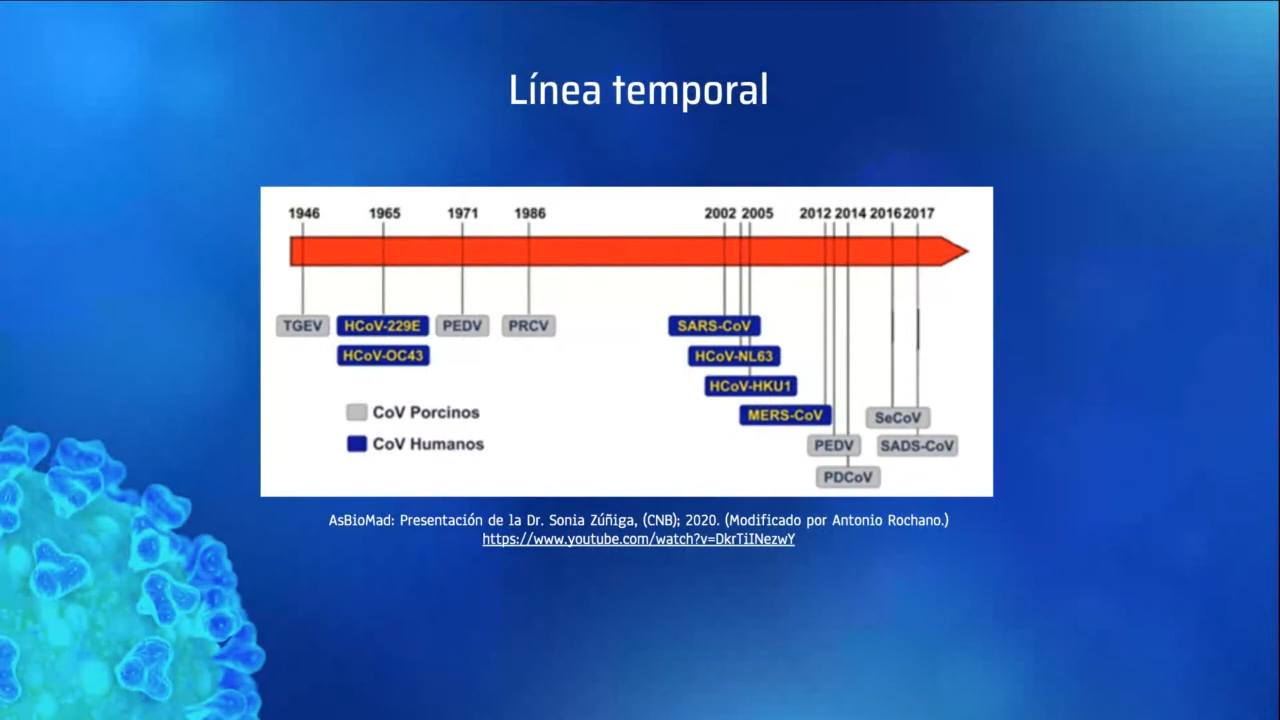 Línea temporal
1946 1965 1971 1986 2002 2005 2012 2014 2016 2017
TGEV HCoV-229E PEDV PRCV SARS-CoV
HCoV-OC43 HCoV-NL63
HCoV-HKU1
CoV Porcinos MERS-CoV SeCoV
CoV Humanos PEDV SADS-CoV
PDCoV
AsBioMad: Presentación de la Dr. Sonia Zúñiga, (CNB); 2020. (Modificado por Antonio Rochano.)
https://www.youtube.com/watch?v=DkrTiINezwY